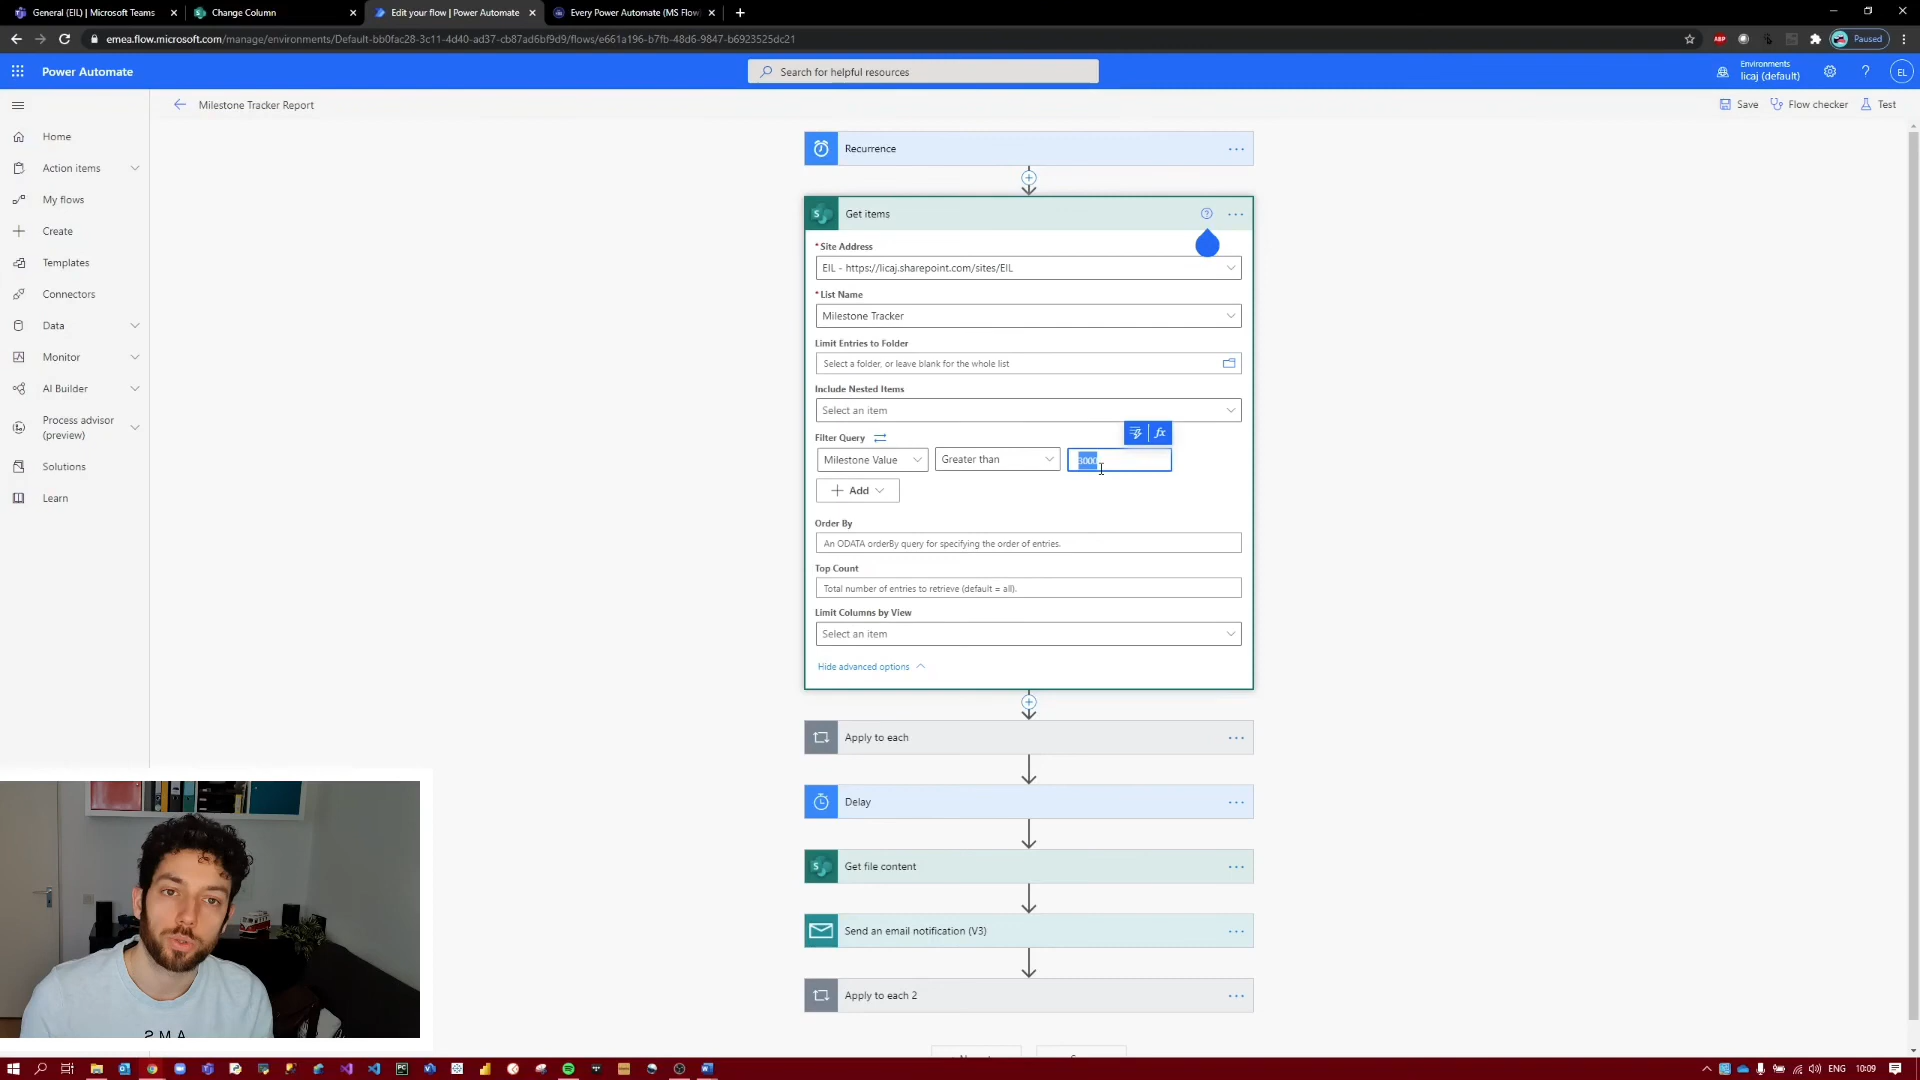 General (EIL) | Microsoft Teams
Change Column
Edit your flow | Power Automate
Every Power Automate (MS Flow
emea.flow.microsoft.com/manage/environments/Default-bb0fac28-3c11-4d40-ad37-cb87ad6bf9d9/flows/e661a196-b7fb-48d6-9847-b6923525dc21
ABP
Paused
Power Automate
Search for helpful resources
Environments
licaj (default)
EL
Milestone Tracker Report
Save
Flow checker
Test
Home
Action items
My flows
Create
Templates
Connectors
Data
Monitor
AI Builder
Process advisor
(preview)
Solutions
Learn
Recurrence
Get items
* Site Address
EIL - https://licaj.sharepoint.com/sites/EIL
* List Name
Milestone Tracker
Limit Entries to Folder
Select a folder, or leave blank for the whole list
Include Nested Items
Select an item
fx
Filter Query
Milestone Value
Greater than
3000
Add
Order By
An ODATA orderBy query for specifying the order of entries.
Top Count
Total number of entries to retrieve (default = all).
Limit Columns by View
Select an item
Hide advanced options
Apply to each
Delay
Get file content
Send an email notification (V3)
Apply to each 2
ENG
10:09